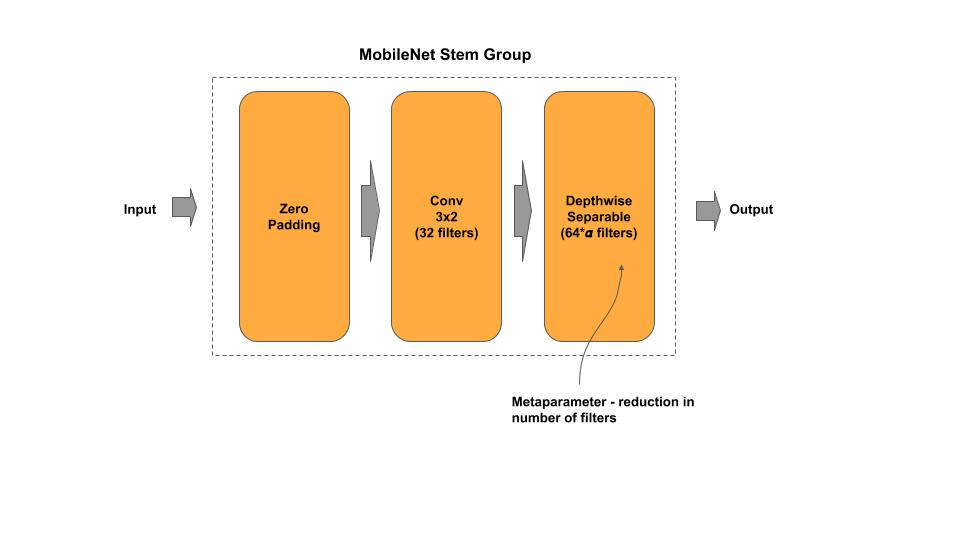 MobileNet Stem Group
Input
Zero
Padding
Conv
3x2
(32 filters)
Depthwise
Separable
(64*α filters)
Output
Metaparameter - reduction in
number of filters